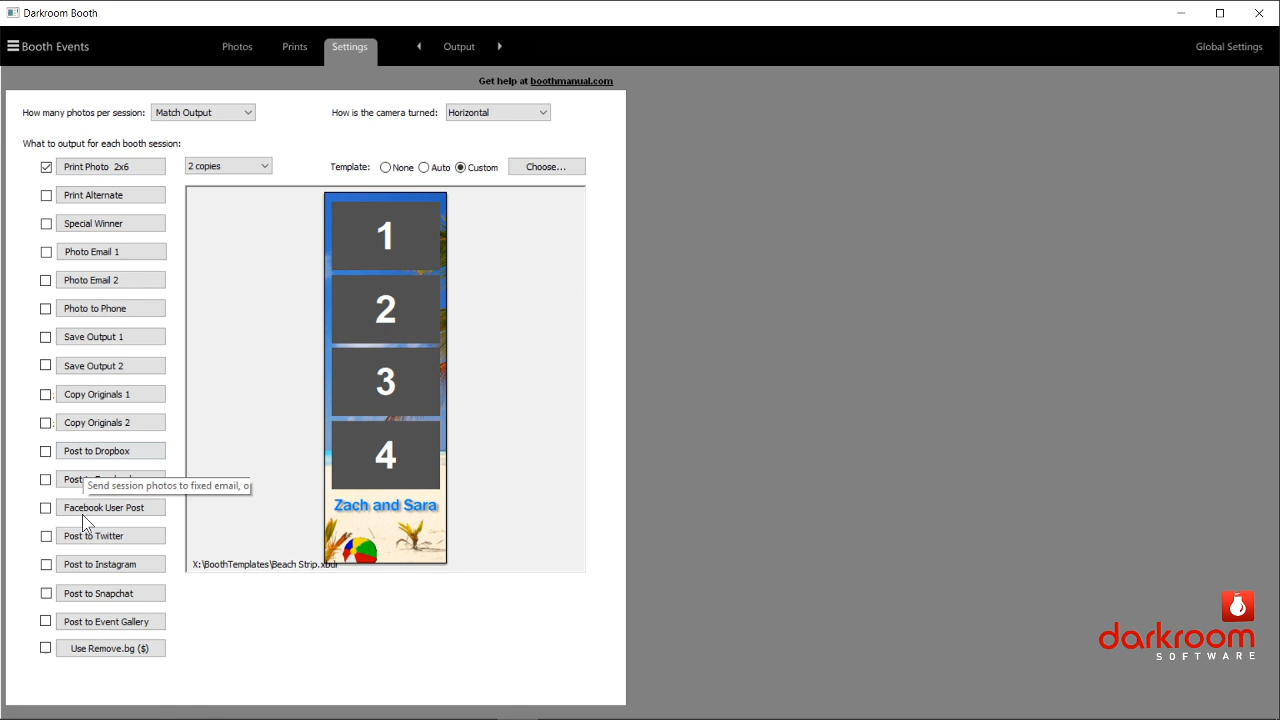 Darkroom Booth
Booth Events
Photos
Prints
Settings
Output
Global Settings
Get help at boothmanual.com
How many photos per session: Match Output
How is the camera turned: Horizontal
What to output for each booth session:
Print Photo 2x6
2 copies
Template: None Auto Custom Choose...
Print Alternate
Special Winner
Photo Email 1
Photo Email 2
Photo to Phone
Save Output 1
Save Output 2
Copy Originals 1
Copy Originals 2
Post to Dropbox
Send session photos to fixed email, o
Facebook User Post
Post to Twitter
Post to Instagram
Post to Snapchat
Post to Event Gallery
Use Remove.bg ($)
1
2
3
4
Zach and Sara
X:\BoothTemplates\Beach Strip.xbdr
darkroom
SOFTWARE